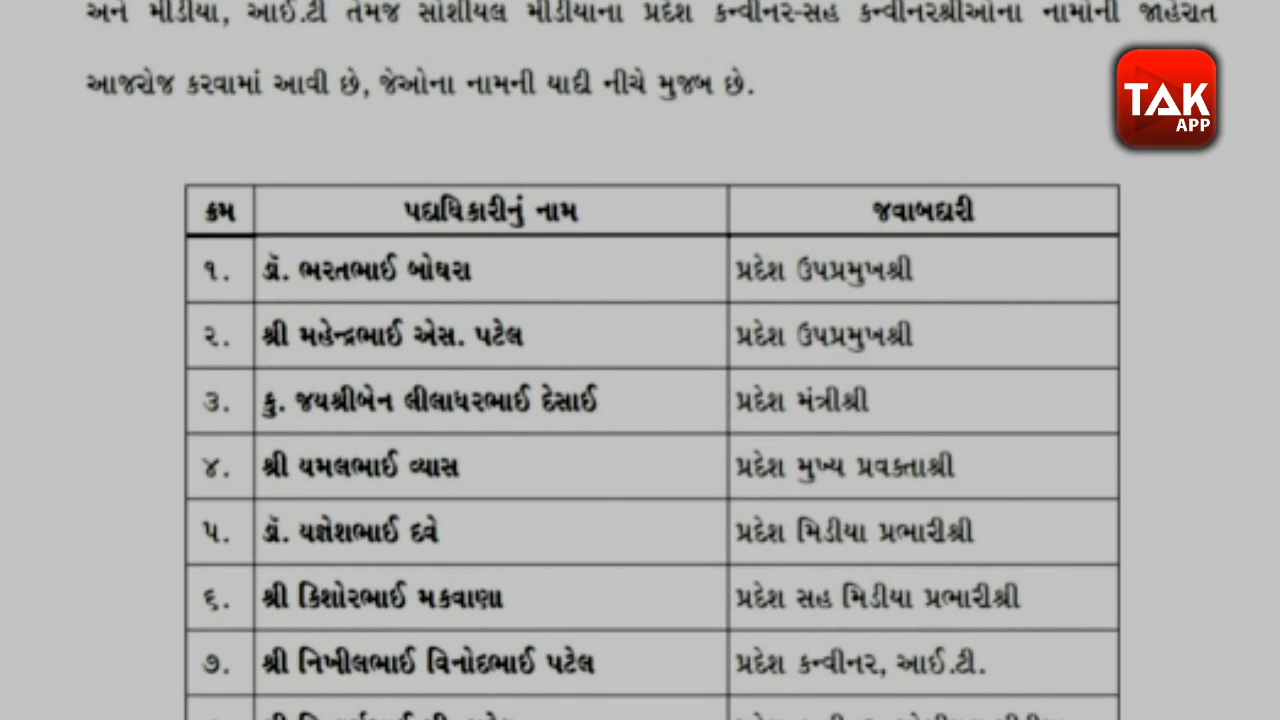 અને મીડીયા, આઈ.ટી તેમજ સોશીયલ મીડીયાના પ્રદેશ કન્વીનર-સહ કન્વીનરશ્રીઓના નામોની જાહેરાત
આજરોજ કરવામાં આવી છે, જેઓના નામની યાદી નીચે મુજબ છે.
TAK
APP
ક્રમ પદાધિકારીનું નામ જવાબદારી
૧. ડૉ. ભરતભાઈ બોઘરા પ્રદેશ ઉપપ્રમુખશ્રી
૨. શ્રી મહેન્દ્રભાઈ એસ. પટેલ પ્રદેશ ઉપપ્રમુખશ્રી
૩. કુ. જયશ્રીબેન લીલાધરભાઈ દેસાઈ પ્રદેશ મંત્રીશ્રી
૪. શ્રી યમલભાઈ વ્યાસ પ્રદેશ મુખ્ય પ્રવક્તાશ્રી
૫. ડૉ. યજ્ઞેશભાઈ દવે પ્રદેશ મિડીયા પ્રભારીશ્રી
૬. શ્રી કિશોરભાઈ મકવાણા પ્રદેશ સહ મિડીયા પ્રભારીશ્રી
૭. શ્રી નિખીલભાઈ વિનોદભાઈ પટેલ પ્રદેશ કન્વીનર, આઈ.ટી.